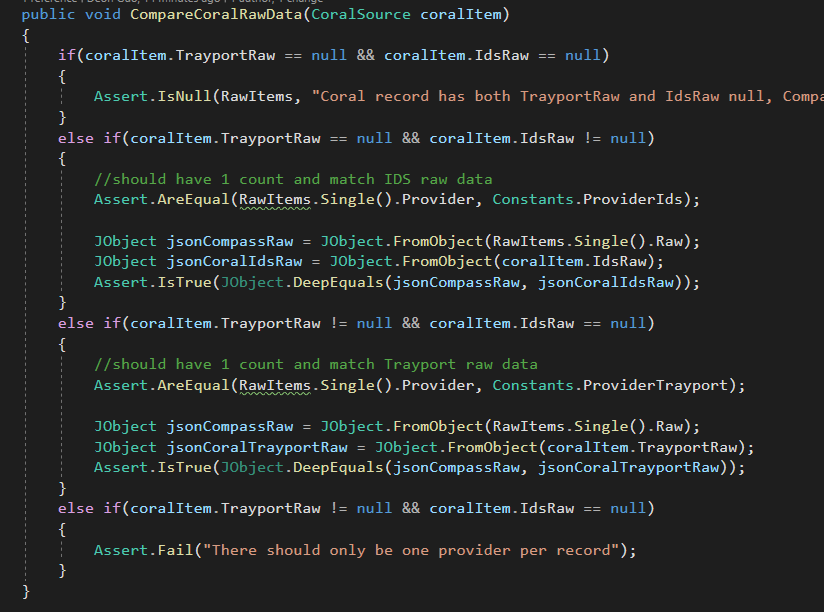 public void CompareCoralRawData(CoralSource coralItem)
{
if(coralItem.TrayportRaw == null && coralItem.IdsRaw == null)
{
Assert.IsNull(RawItems, "Coral record has both TrayportRaw and IdsRaw null, Compa
}
else if(coralItem.TrayportRaw == null && coralItem.IdsRaw != null)
{
//should have 1 count and match IDS raw data
Assert.AreEqual(RawItems.Single().Provider, Constants.ProviderIds);
JObject jsonCompassRaw = JObject.FromObject(RawItems.Single().Raw);
JObject jsonCoralIdsRaw = JObject.FromObject(coralItem.IdsRaw);
Assert.IsTrue(JObject.DeepEquals(jsonCompassRaw, jsonCoralIdsRaw));
}
else if(coralItem.TrayportRaw != null && coralItem.IdsRaw == null)
{
//should have 1 count and match Trayport raw data
Assert.AreEqual(RawItems.Single().Provider, Constants.ProviderTrayport);
JObject jsonCompassRaw = JObject.FromObject(RawItems.Single().Raw);
JObject jsonCoralTrayportRaw = JObject.FromObject(coralItem.TrayportRaw);
Assert.IsTrue(JObject.DeepEquals(jsonCompassRaw, jsonCoralTrayportRaw));
}
else if(coralItem.TrayportRaw != null && coralItem.IdsRaw == null)
{
Assert.Fail("There should only be one provider per record");
}
}